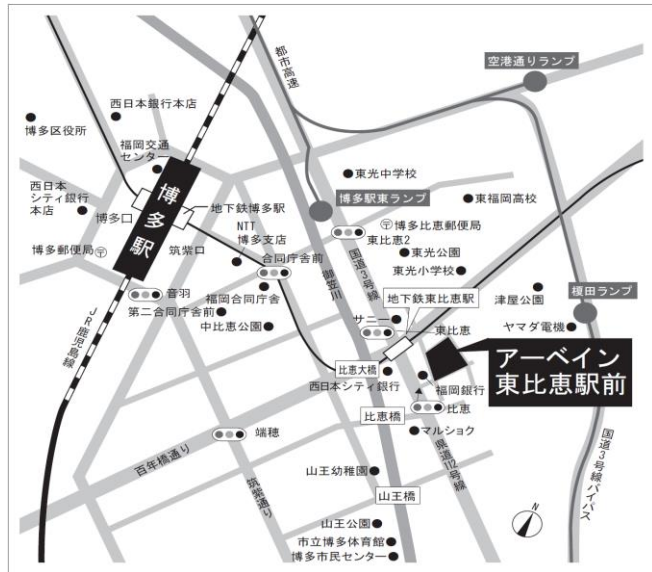 都市高速
空港通りランプ
西日本銀行本店
博多区役所
福岡交通
センター
東光中学校
西日本
シティ銀行
本店
博多駅
地下鉄博多駅
博多駅東ランプ
東福岡高校
博多口
NTT
博多支店
〒博多比恵郵便局
東比恵2
博多郵便局〒
筑紫口
合同庁舎前
御笠川
国道3号線
東光公園
東光小学校
音羽
福岡合同庁舎
地下鉄東比恵駅
津屋公園
榎田ランプ
第二合同庁舎前
サニー
JR鹿児島線
中比恵公園
東比恵
ヤマダ電機
比恵大橋
西日本シティ銀行
福岡銀行
アーベイン
東比恵駅前
比恵橋
比恵
端穂
マルショク
百年橋通り
県道112号線
国道3号線バイパス
筑紫通り
山王幼稚園
山王橋
N
山王公園
市立博多体育館
博多市民センター